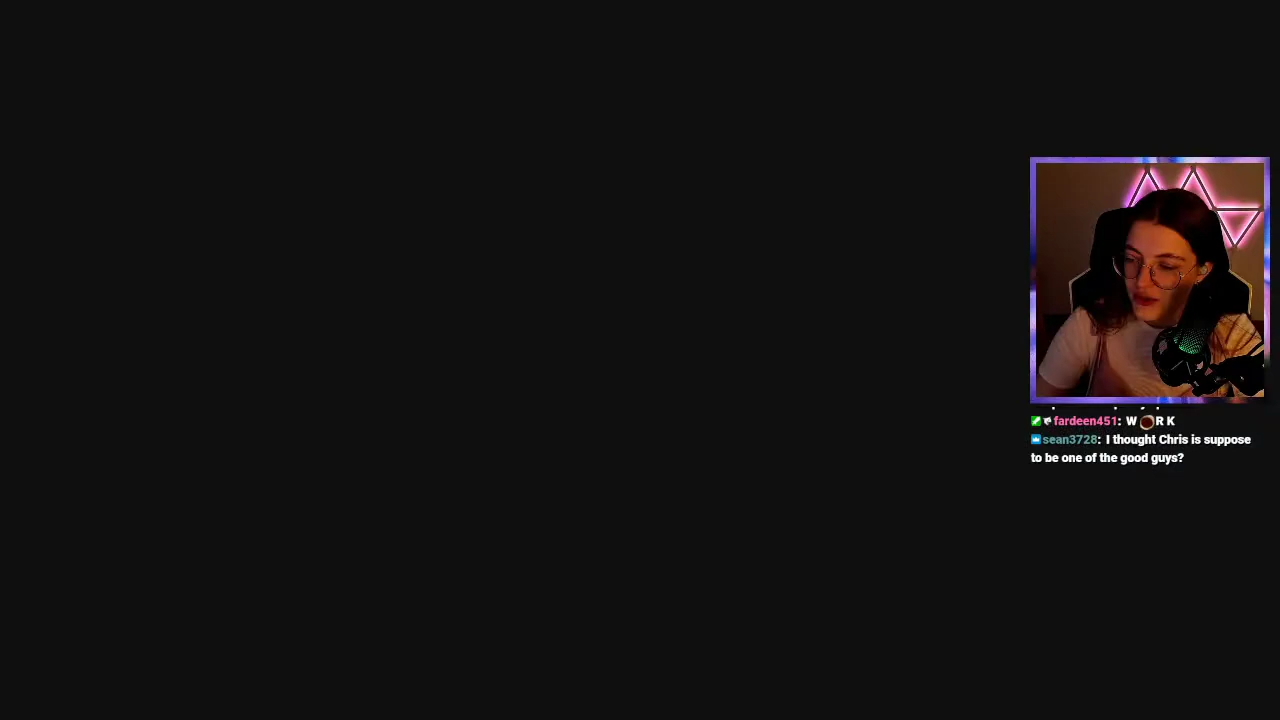 fardeen451: W R K
sean3728: I thought Chris is suppose
to be one of the good guys?